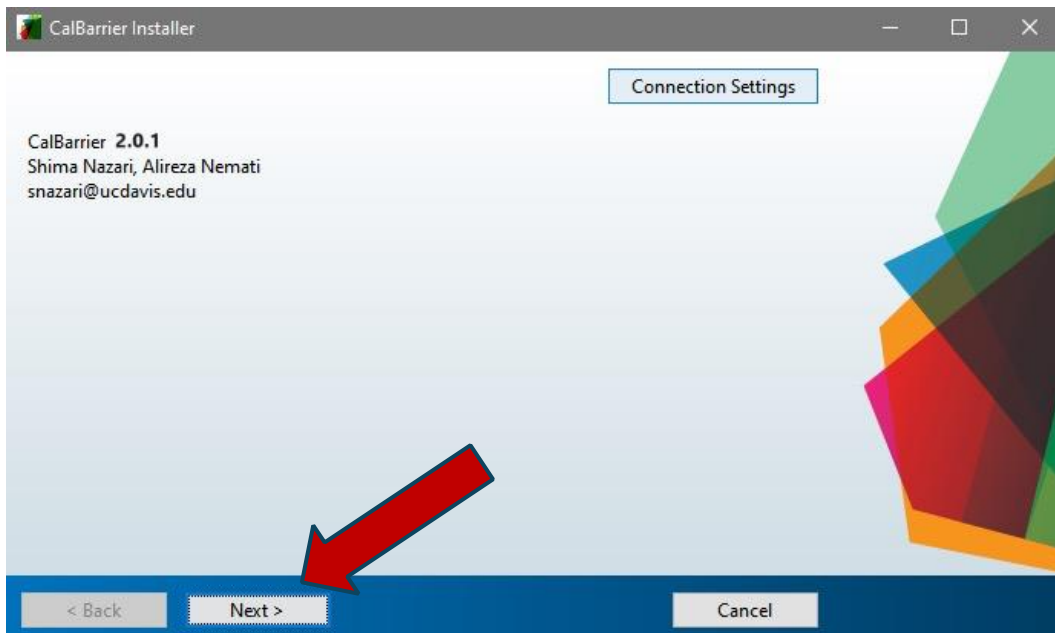 CalBarrier Installer
Connection Settings
CalBarrier 2.0.1
Shima Nazari, Alireza Nemati
snazari@ucdavis.edu
< Back
Next >
Cancel